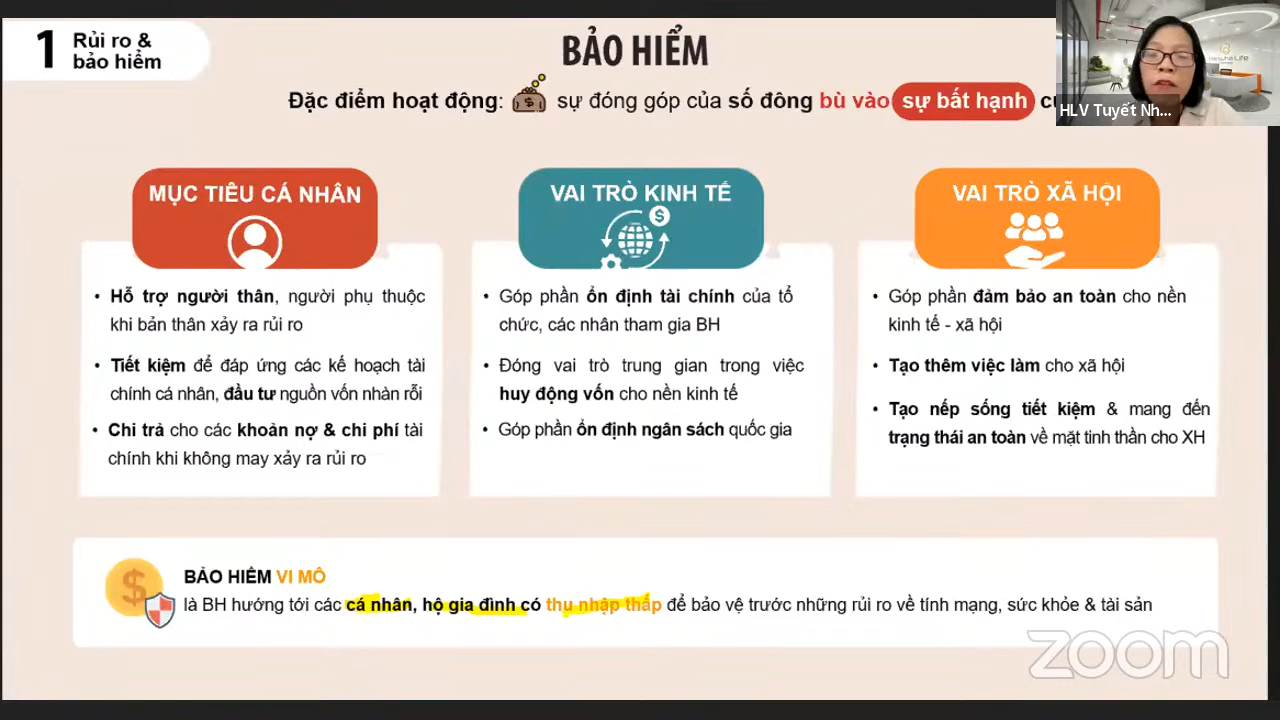 1
Rủi ro &
bảo hiểm
BẢO HIỂM
Đặc điểm hoạt động: sự đóng góp của số đông bù vào sự bất hạnh
HLV Tuyết Nh...
MỤC TIÊU CÁ NHÂN
• Hỗ trợ người thân, người phụ thuộc
khi bản thân xảy ra rủi ro
• Tiết kiệm để đáp ứng các kế hoạch tài
chính cá nhân, đầu tư nguồn vốn nhàn rỗi
• Chi trả cho các khoản nợ & chi phí tài
chính khi không may xảy ra rủi ro
VAI TRÒ KINH TẾ
• Góp phần ổn định tài chính của tổ
chức, các nhân tham gia BH
• Đóng vai trò trung gian trong việc
huy động vốn cho nền kinh tế
• Góp phần ổn định ngân sách quốc gia
VAI TRÒ XÃ HỘI
• Góp phần đảm bảo an toàn cho nền
kinh tế - xã hội
• Tạo thêm việc làm cho xã hội
• Tạo nếp sống tiết kiệm & mang đến
trạng thái an toàn về mặt tinh thần cho XH
BẢO HIỂM VI MÔ
là BH hướng tới các cá nhân, hộ gia đình có thu nhập thấp để bảo vệ trước những rủi ro về tính mạng, sức khỏe & tài sản
zoom